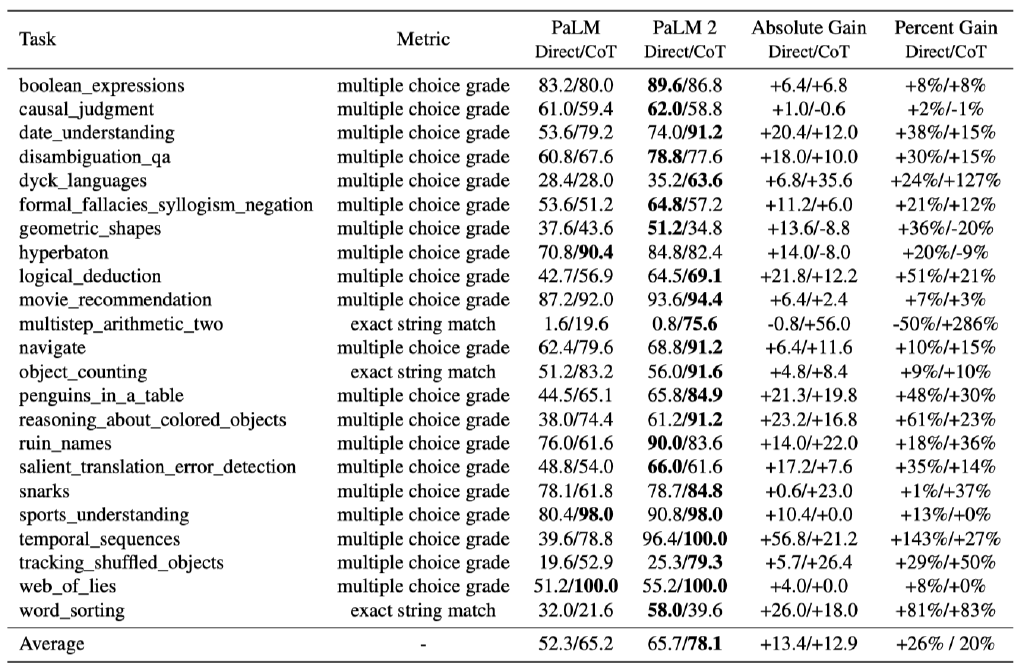 Task Metric PaLM PaLM 2 Absolute Gain Percent Gain
Direct/CoT Direct/CoT Direct/CoT Direct/CoT
boolean_expressions multiple choice grade 83.2/80.0 89.6/86.8 +6.4/+6.8 +8%/+8%
causal_judgment multiple choice grade 61.0/59.4 62.0/58.8 +1.0/-0.6 +2%/-1%
date_understanding multiple choice grade 53.6/79.2 74.0/91.2 +20.4/+12.0 +38%/+15%
disambiguation_qa multiple choice grade 60.8/67.6 78.8/77.6 +18.0/+10.0 +30%/+15%
dyck_languages multiple choice grade 28.4/28.0 35.2/63.6 +6.8/+35.6 +24%/+127%
formal_fallacies_syllogism_negation multiple choice grade 53.6/51.2 64.8/57.2 +11.2/+6.0 +21%/+12%
geometric_shapes multiple choice grade 37.6/43.6 51.2/34.8 +13.6/-8.8 +36%/-20%
hyperbaton multiple choice grade 70.8/90.4 84.8/82.4 +14.0/-8.0 +20%/-9%
logical_deduction multiple choice grade 42.7/56.9 64.5/69.1 +21.8/+12.2 +51%/+21%
movie_recommendation multiple choice grade 87.2/92.0 93.6/94.4 +6.4/+2.4 +7%/+3%
multistep_arithmetic_two exact string match 1.6/19.6 0.8/75.6 -0.8/+56.0 -50%/+286%
navigate multiple choice grade 62.4/79.6 68.8/91.2 +6.4/+11.6 +10%/+15%
object_counting exact string match 51.2/83.2 56.0/91.6 +4.8/+8.4 +9%/+10%
penguins_in_a_table multiple choice grade 44.5/65.1 65.8/84.9 +21.3/+19.8 +48%/+30%
reasoning_about_colored_objects multiple choice grade 38.0/74.4 61.2/91.2 +23.2/+16.8 +61%/+23%
ruin_names multiple choice grade 76.0/61.6 90.0/83.6 +14.0/+22.0 +18%/+36%
salient_translation_error_detection multiple choice grade 48.8/54.0 66.0/61.6 +17.2/+7.6 +35%/+14%
snarks multiple choice grade 78.1/61.8 78.7/84.8 +0.6/+23.0 +1%/+37%
sports_understanding multiple choice grade 80.4/98.0 90.8/98.0 +10.4/+0.0 +13%/+0%
temporal_sequences multiple choice grade 39.6/78.8 96.4/100.0 +56.8/+21.2 +143%/+27%
tracking_shuffled_objects multiple choice grade 19.6/52.9 25.3/79.3 +5.7/+26.4 +29%/+50%
web_of_lies multiple choice grade 51.2/100.0 55.2/100.0 +4.0/+0.0 +8%/+0%
word_sorting exact string match 32.0/21.6 58.0/39.6 +26.0/+18.0 +81%/+83%
Average - 52.3/65.2 65.7/78.1 +13.4/+12.9 +26% / 20%